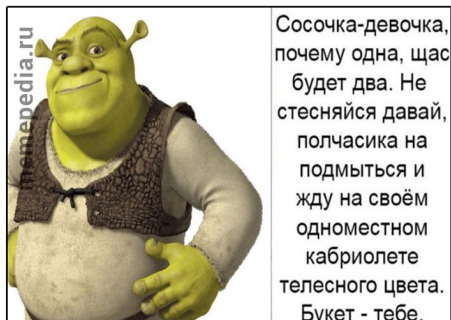 memepedia.ru
Сосочка-девочка,
почему одна, щас
будет два. Не
стесняйся давай,
полчасика на
подмыться и
жду на своём
одноместном
кабриолете
телесного цвета.
Букет - тебе.